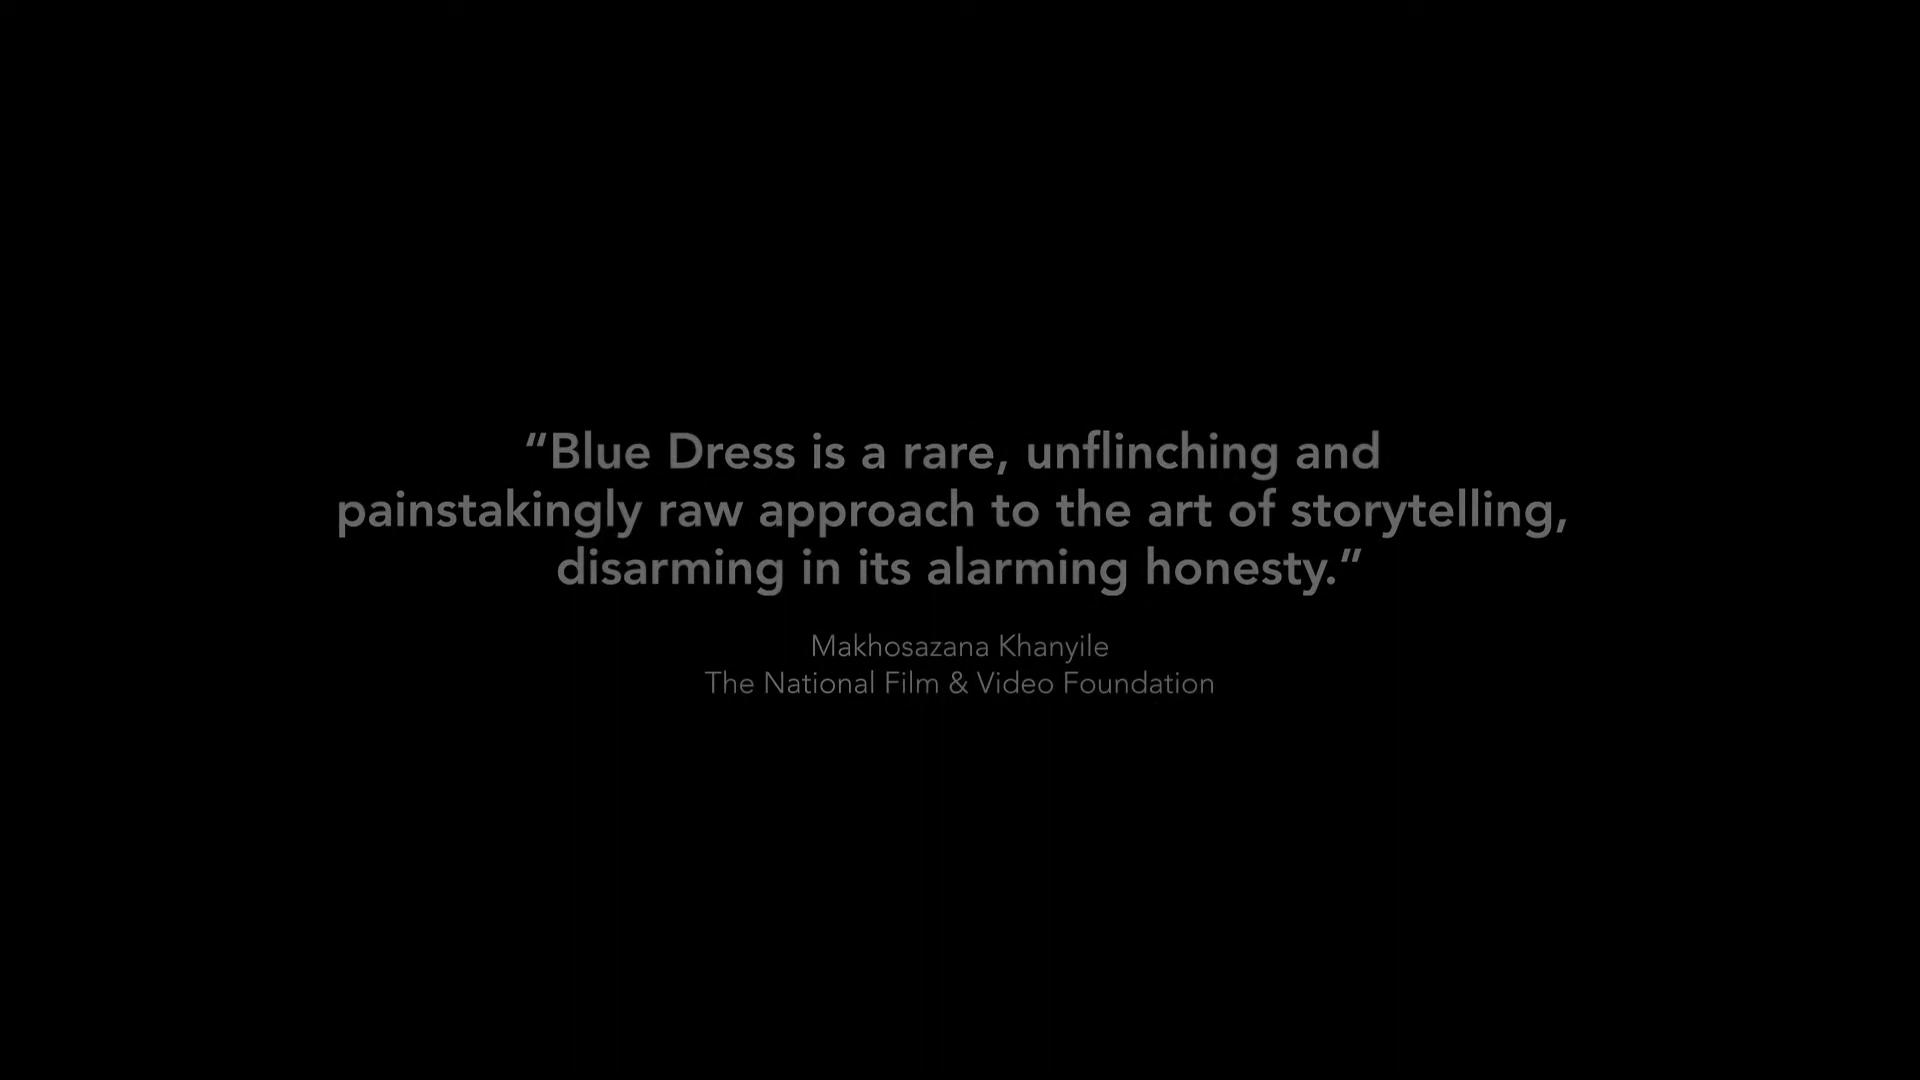 “Blue Dress is a rare, unflinching and
painstakingly raw approach to the art of storytelling,
disarming in its alarming honesty.”
Makhosazana Khanyile
The National Film & Video Foundation